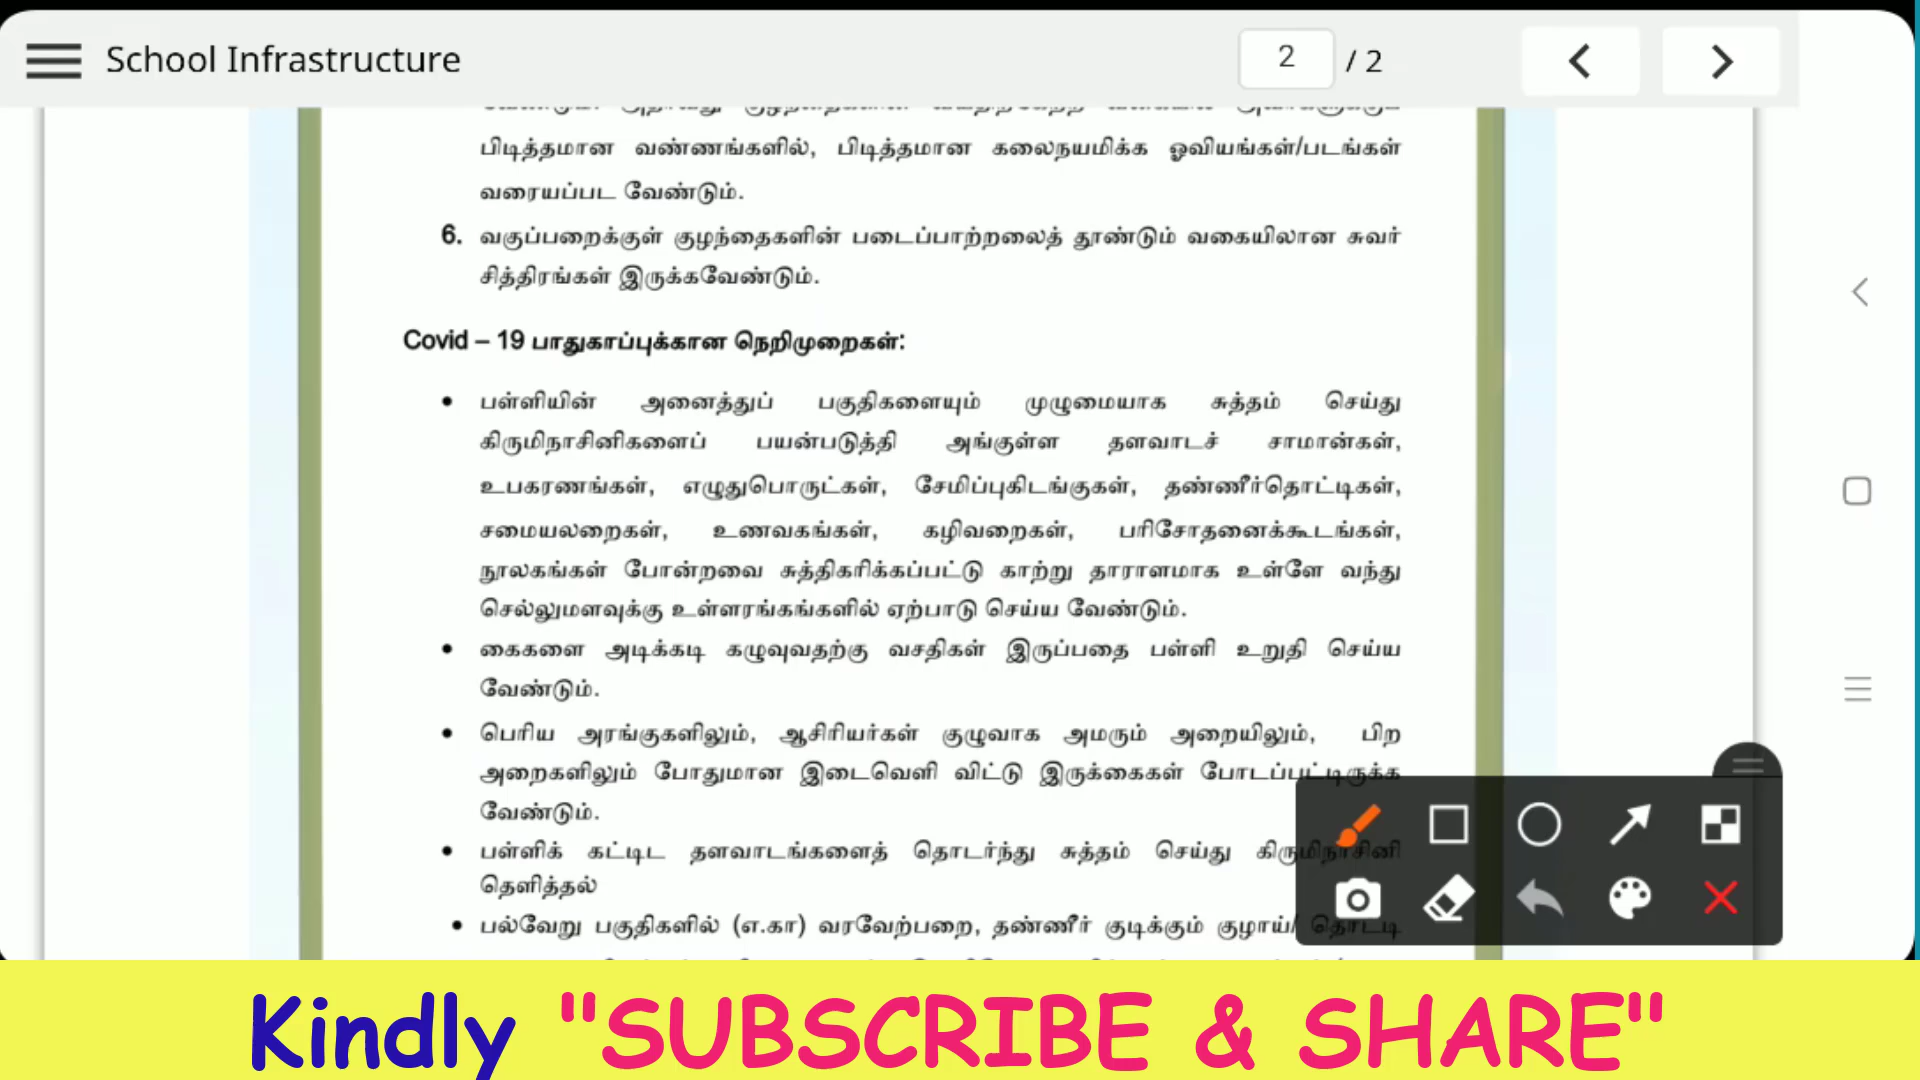 School Infrastructure
2 / 2
பிடித்தமான வண்ணங்களில், பிடித்தமான கலைநயமிக்க ஓவியங்கள்/படங்கள்
வரையப்பட வேண்டும்.
6. வகுப்பறைக்குள் குழந்தைகளின் படைப்பாற்றலைத் தூண்டும் வகையிலான சுவர்
சித்திரங்கள் இருக்கவேண்டும்.
Covid – 19 பாதுகாப்புக்கான நெறிமுறைகள்:
• பள்ளியின் அனைத்துப் பகுதிகளையும் முழுமையாக சுத்தம் செய்து
கிருமிநாசினிகளைப் பயன்படுத்தி அங்குள்ள தளவாடச் சாமான்கள்,
உபகரணங்கள், எழுதுபொருட்கள், சேமிப்புகிடங்குகள், தண்ணீர்தொட்டிகள்,
சமையலறைகள், உணவகங்கள், கழிவறைகள், பரிசோதனைக்கூடங்கள்,
நூலகங்கள் போன்றவை சுத்திகரிக்கப்பட்டு காற்று தாராளமாக உள்ளே வந்து
செல்லுமளவுக்கு உள்ளரங்கங்களில் ஏற்பாடு செய்ய வேண்டும்.
• கைகளை அடிக்கடி கழுவுவதற்கு வசதிகள் இருப்பதை பள்ளி உறுதி செய்ய
வேண்டும்.
• பெரிய அரங்குகளிலும், ஆசிரியர்கள் குழுவாக அமரும் அறையிலும், பிற
அறைகளிலும் போதுமான இடைவெளி விட்டு இருக்கைகள் போடப்பட்டிருக்க
வேண்டும்.
• பள்ளிக் கட்டிட தளவாடங்களைத் தொடர்ந்து சுத்தம் செய்து கிருமிநாசினி
தெளித்தல்
• பல்வேறு பகுதிகளில் (எ.கா) வரவேற்பறை, தண்ணீர் குடிக்கும் குழாய்/ தொட்டி
Kindly "SUBSCRIBE & SHARE"